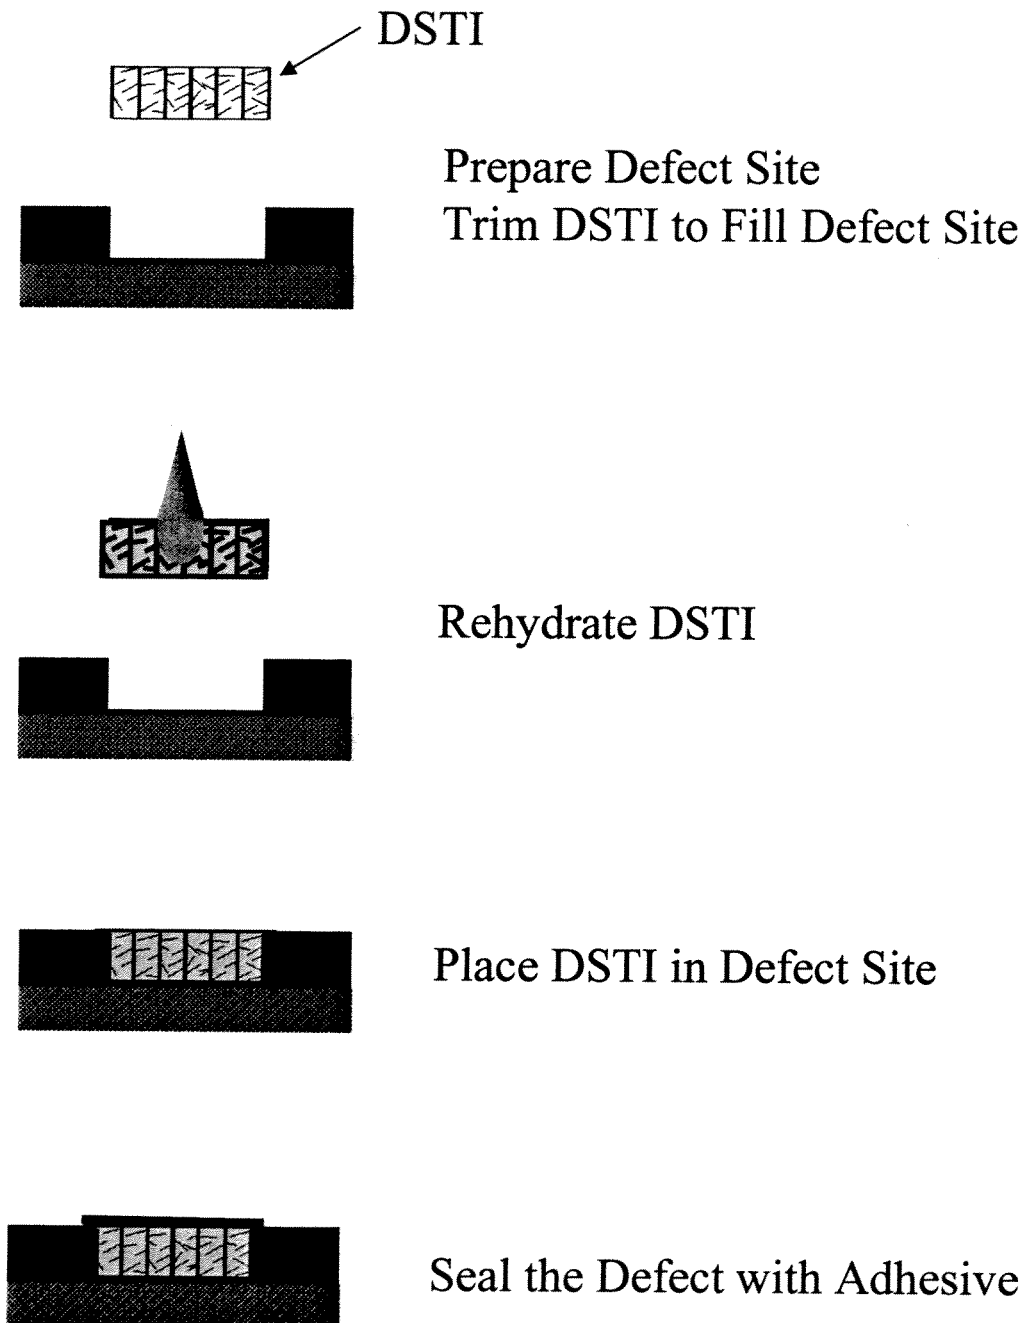 DSTI
Prepare Defect Site
Trim DSTI to Fill Defect Site
Rehydrate DSTI
Place DSTI in Defect Site
Seal the Defect with Adhesive